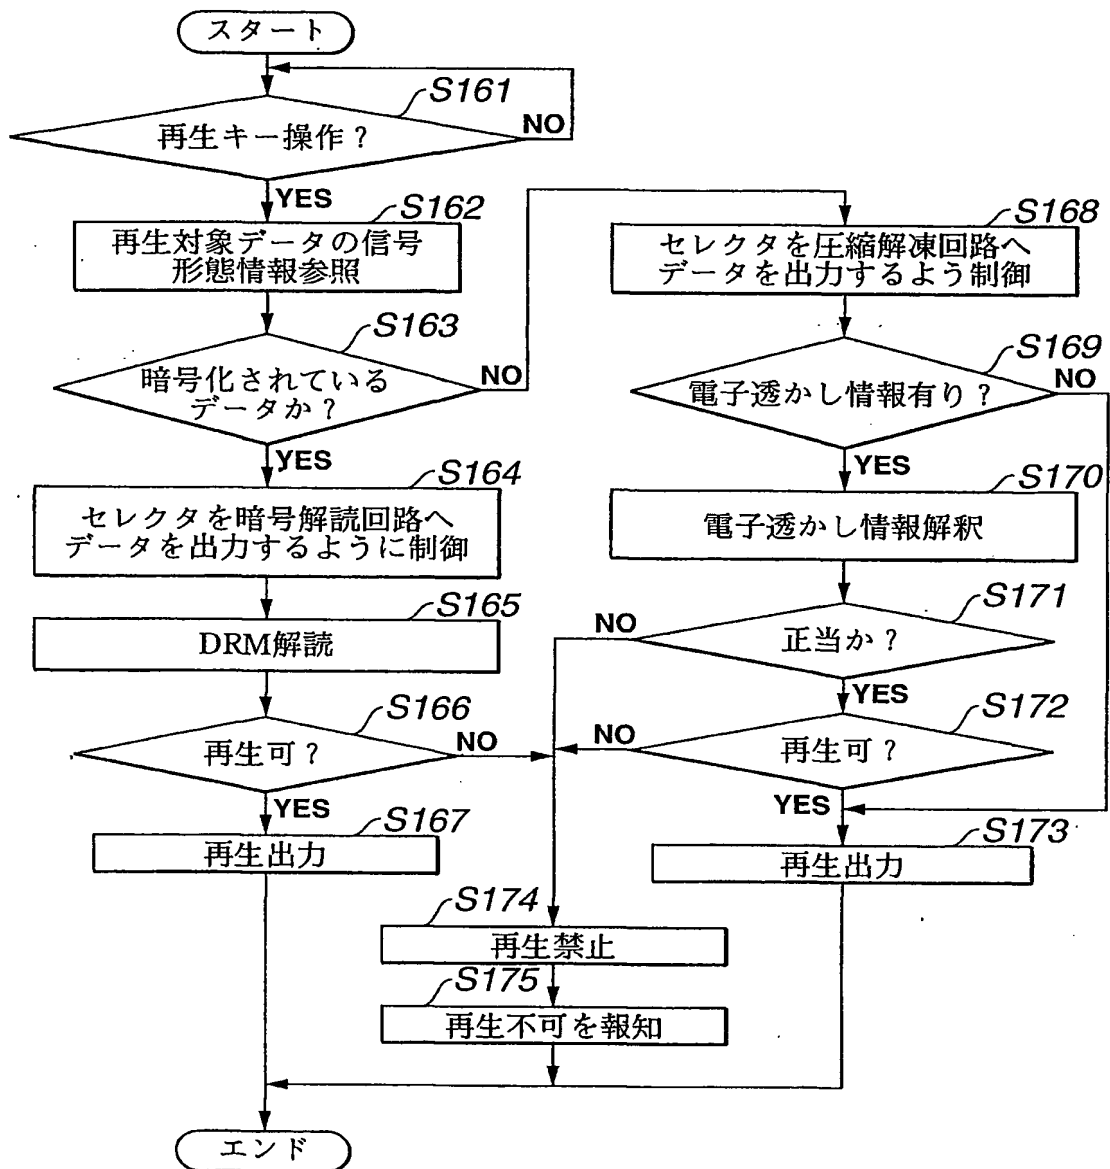 スタート
S161
再生キー操作？
NO
YES
S162
再生対象データの信号
形態情報参照
S163
暗号化されている
データか？
NO
YES
S164
セレクタを暗号解読回路へ
データを出力するように制御
S165
DRM解読
S166
再生可？
NO
YES
S167
再生出力
S168
セレクタを圧縮解凍回路へ
データを出力するよう制御
S169
電子透かし情報有り？
NO
YES
S170
電子透かし情報解釈
S171
正当か？
NO
YES
S172
再生可？
NO
YES
S173
再生出力
S174
再生禁止
S175
再生不可を報知
エンド